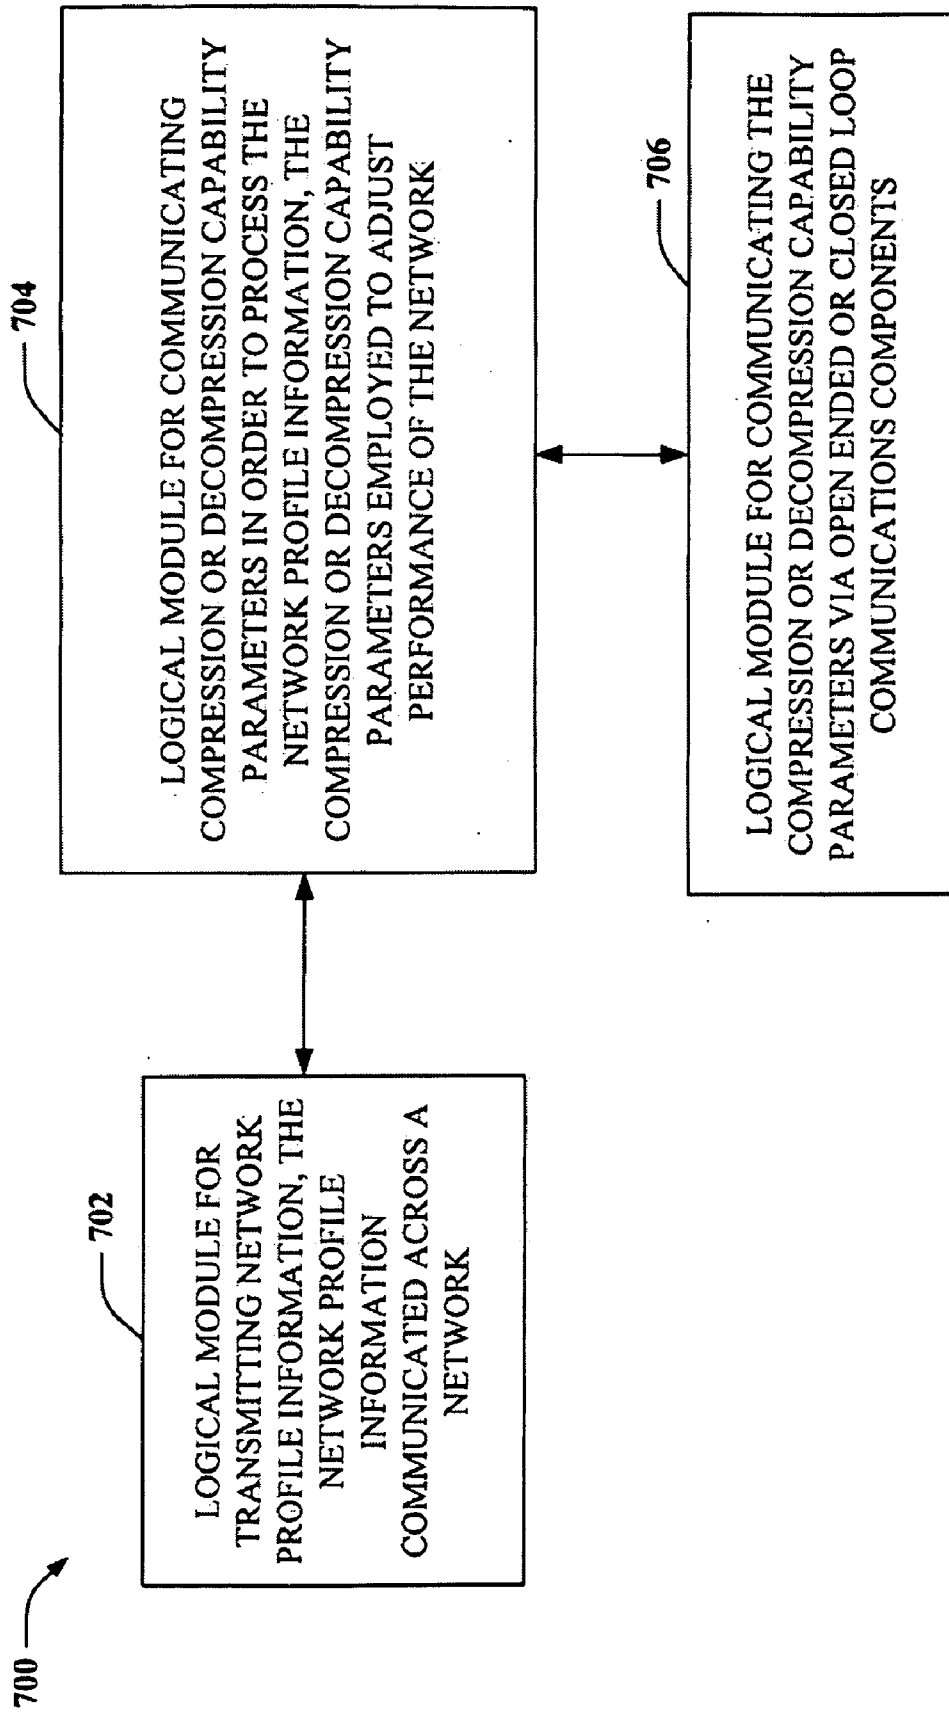 700
702
LOGICAL MODULE FOR
TRANSMITTING NETWORK
PROFILE INFORMATION, THE
NETWORK PROFILE
INFORMATION
COMMUNICATED ACROSS A
NETWORK
704
LOGICAL MODULE FOR COMMUNICATING
COMPRESSION OR DECOMPRESSION CAPABILITY
PARAMETERS IN ORDER TO PROCESS THE
NETWORK PROFILE INFORMATION, THE
COMPRESSION OR DECOMPRESSION CAPABILITY
PARAMETERS EMPLOYED TO ADJUST
PERFORMANCE OF THE NETWORK
706
LOGICAL MODULE FOR COMMUNICATING THE
COMPRESSION OR DECOMPRESSION CAPABILITY
PARAMETERS VIA OPEN ENDED OR CLOSED LOOP
COMMUNICATIONS COMPONENTS